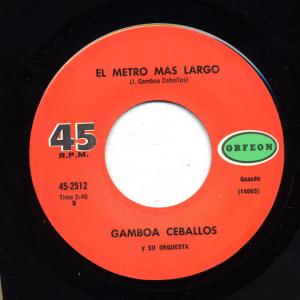 EL METRO MAS LARGO
(J. Gamboa Ceballos)
45
R.P.M.
ORFEON
45-2512
Time 2:40
B
Guasón
(14003)
GAMBOA CEBALLOS
y SU ORQUESTA